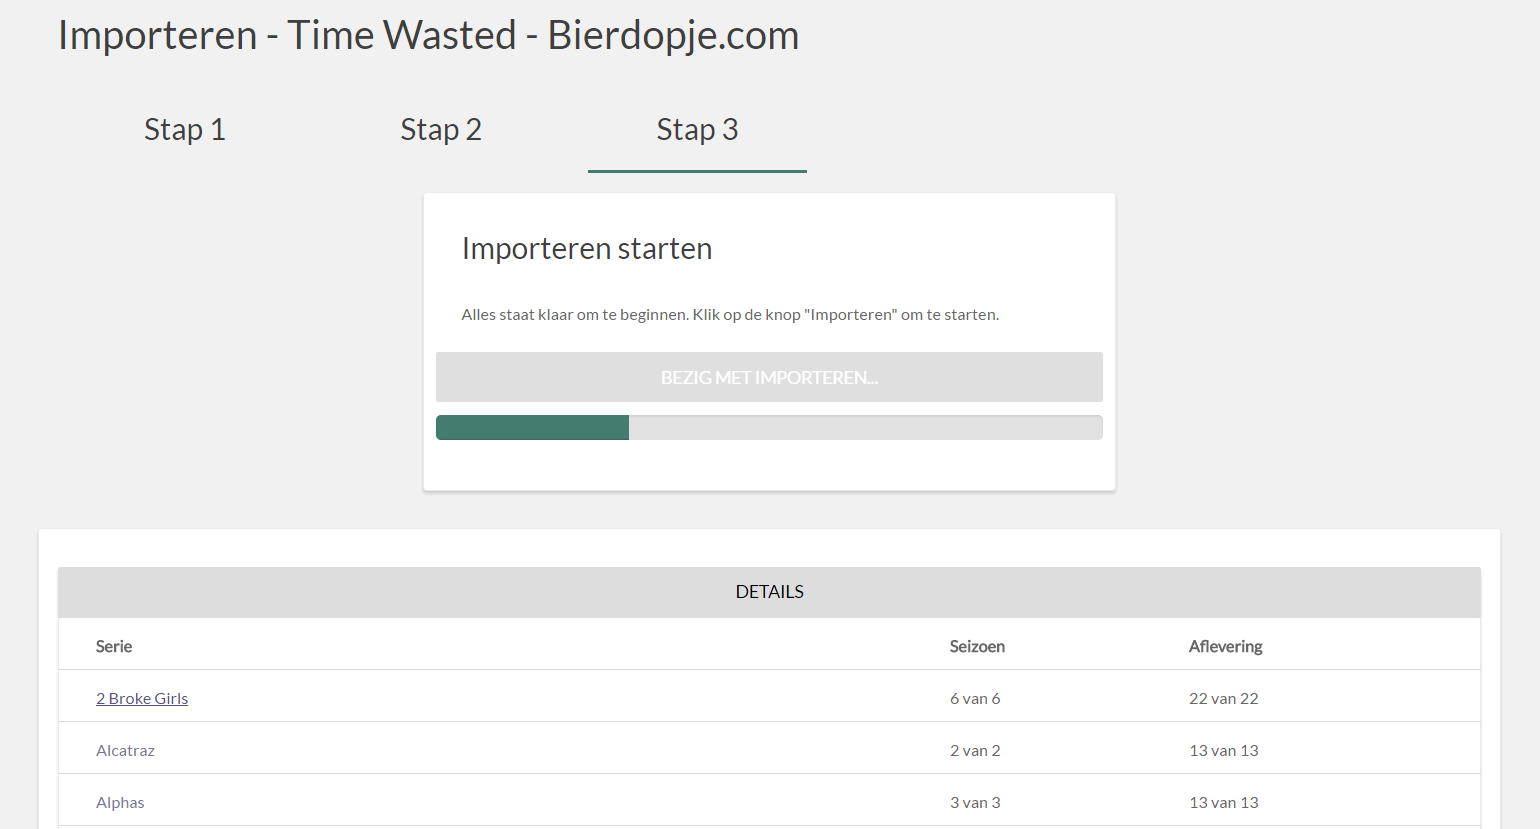 Importeren - Time Wasted - Bierdopje.com
Stap 1 Stap 2 Stap 3
Importeren starten
Alles staat klaar om te beginnen. Klik op de knop "Importeren" om te starten.
BEZIG MET IMPORTEREN...
DETAILS
Serie Seizoen Aflevering
2 Broke Girls 6 van 6 22 van 22
Alcatraz 2 van 2 13 van 13
Alphas 3 van 3 13 van 13